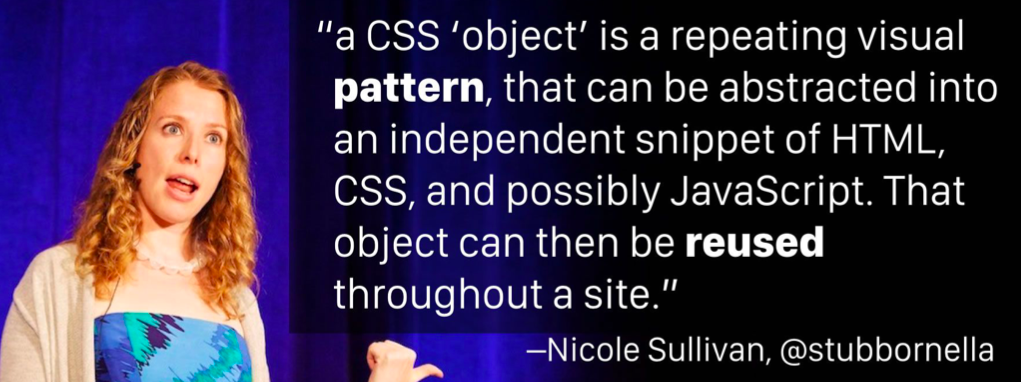 “a CSS ‘object’ is a repeating visual
pattern, that can be abstracted into
an independent snippet of HTML,
CSS, and possibly JavaScript. That
object can then be reused
throughout a site.”
—Nicole Sullivan, @stubbornella